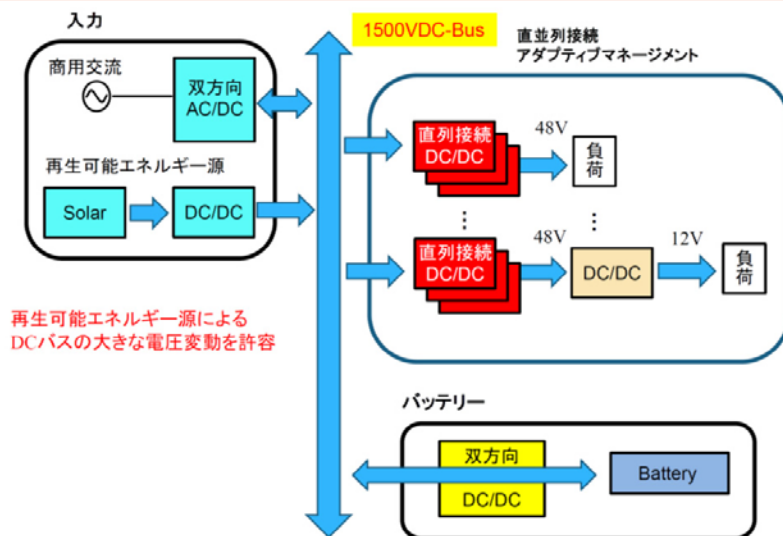 入力
商用交流
双方向
AC/DC
再生可能エネルギー源
Solar
DC/DC
再生可能エネルギー源による
DCバスの大きな電圧変動を許容
1500VDC-Bus
直並列接続
アダプティブマネージメント
直列接続
DC/DC
48V
負
荷
⋮
⋮
直列接続
DC/DC
48V
DC/DC
12V
負
荷
バッテリー
双方向
DC/DC
Battery